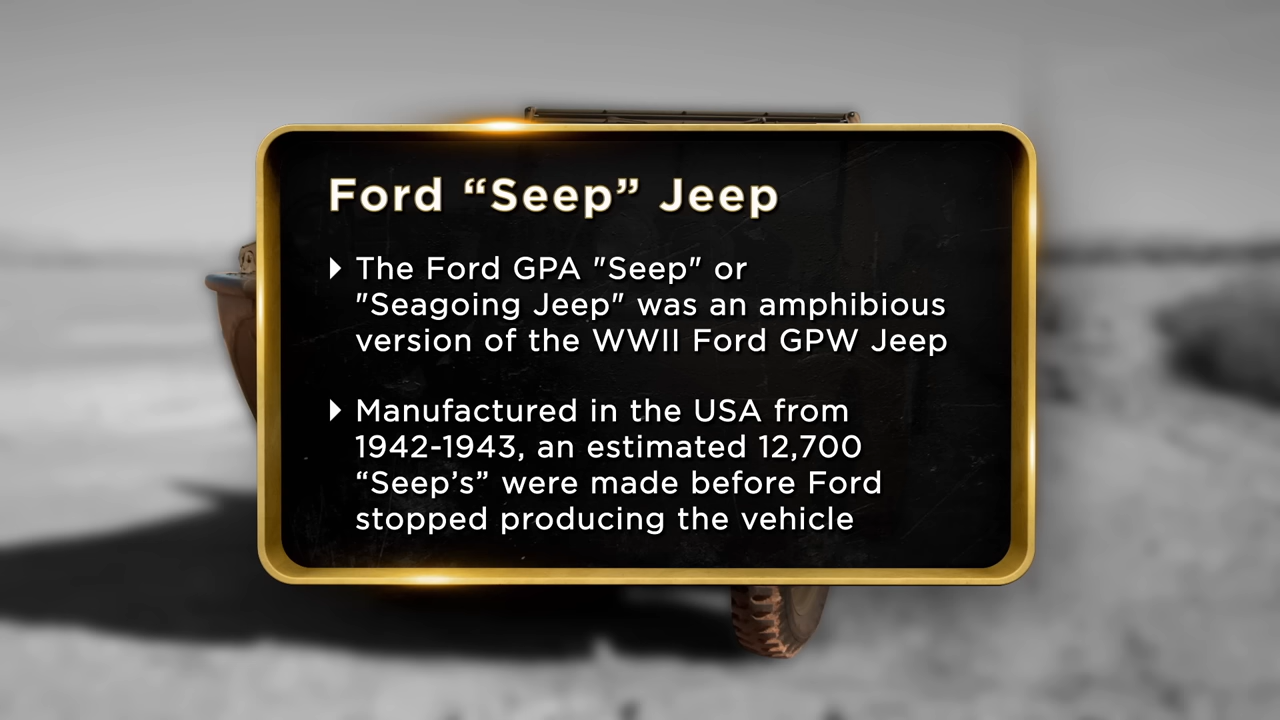 Ford “Seep” Jeep
The Ford GPA "Seep" or
"Seagoing Jeep" was an amphibious
version of the WWII Ford GPW Jeep
Manufactured in the USA from
1942-1943, an estimated 12,700
“Seep’s” were made before Ford
stopped producing the vehicle